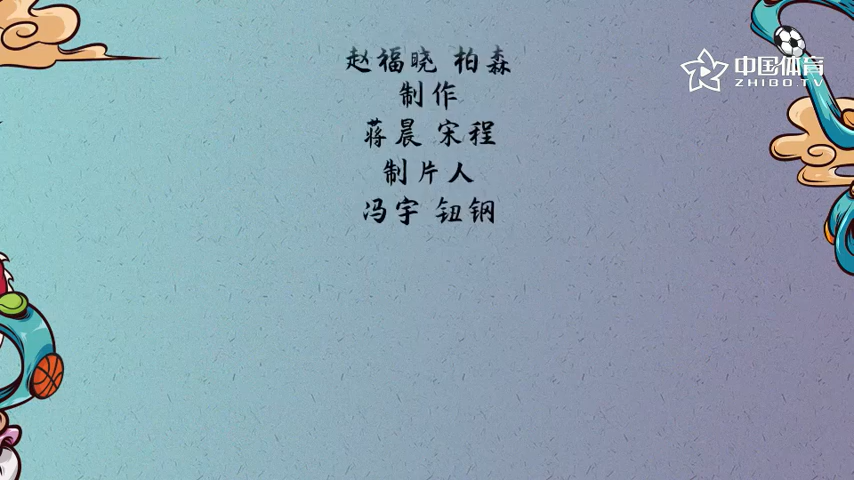 赵福晓 柏森
制作
蒋晨 宋程
制片人
冯宇 钮钢
中国体育
ZHIBO.TV